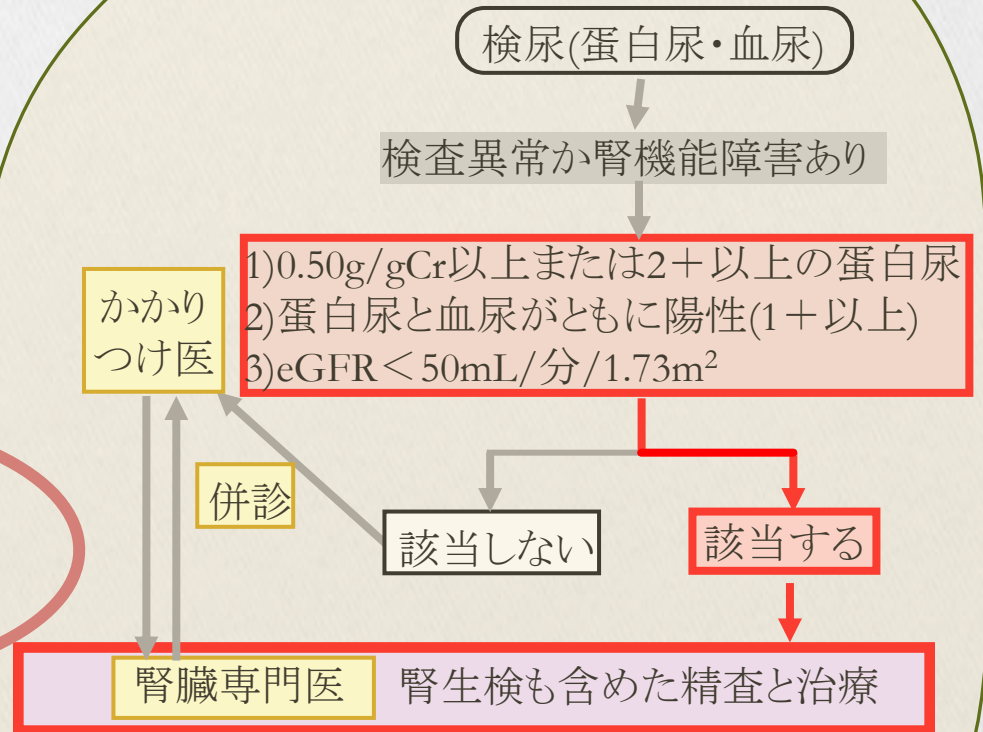 検尿(蛋白尿・血尿)
検査異常か腎機能障害あり
1)0.50g/gCr以上または2＋以上の蛋白尿
2)蛋白尿と血尿がともに陽性(1＋以上)
3)eGFR＜50mL/分/1.73m²
かかり
つけ医
併診
該当しない
該当する
腎臓専門医
腎生検も含めた精査と治療